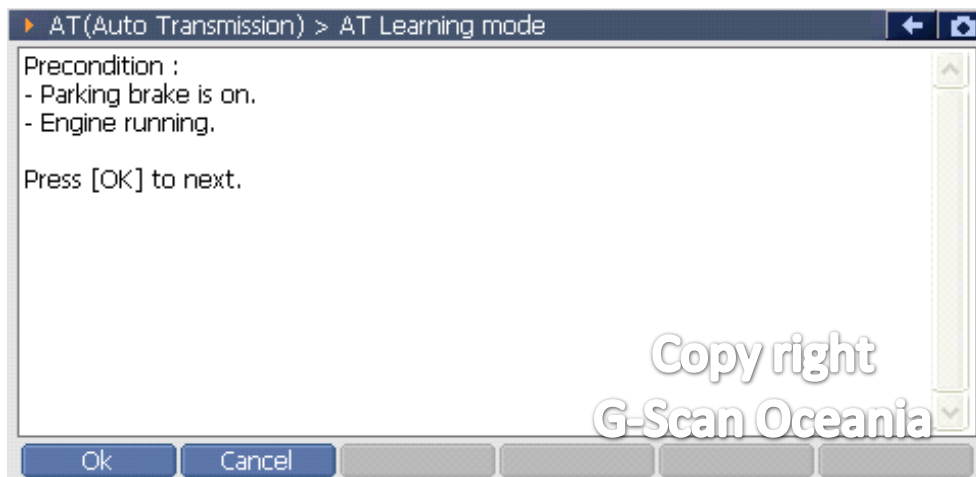 AT(Auto Transmission) > AT Learning mode
Precondition :
- Parking brake is on.
- Engine running.
Press [OK] to next.
Copy right
G-Scan Oceania
Ok
Cancel